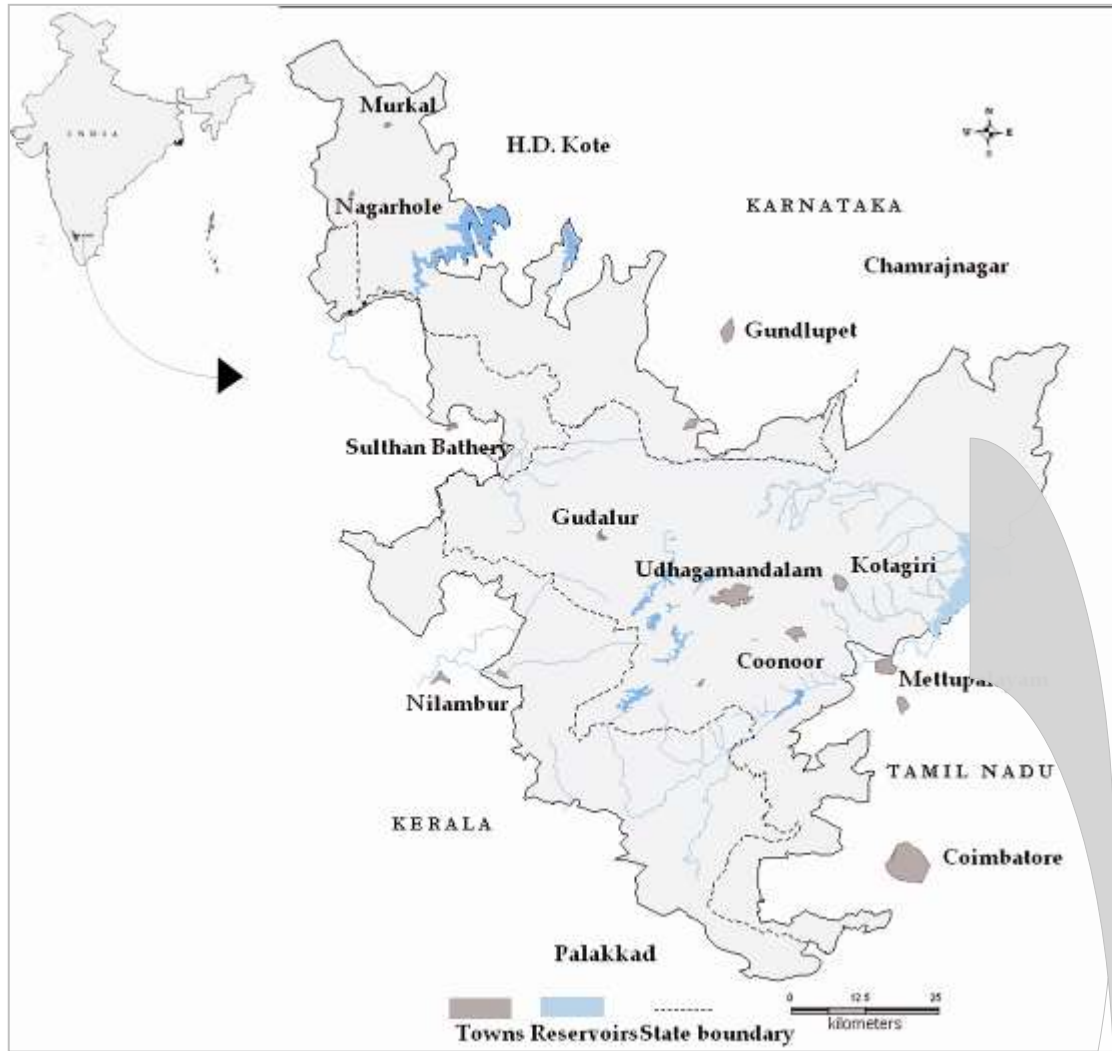 Murkal
INDIA
N
W E
S
H.D. Kote
Nagarhole
KARNATAKA
Chamrajnagar
Gundlupet
Sulthan Bathery
Gudalur
Udhagamandalam
Kotagiri
Coonoor
Nilambur
TAMIL NADU
KERALA
Coimbatore
Palakkad
0 12.5 25
kilometers
Towns Reservoirs State boundary